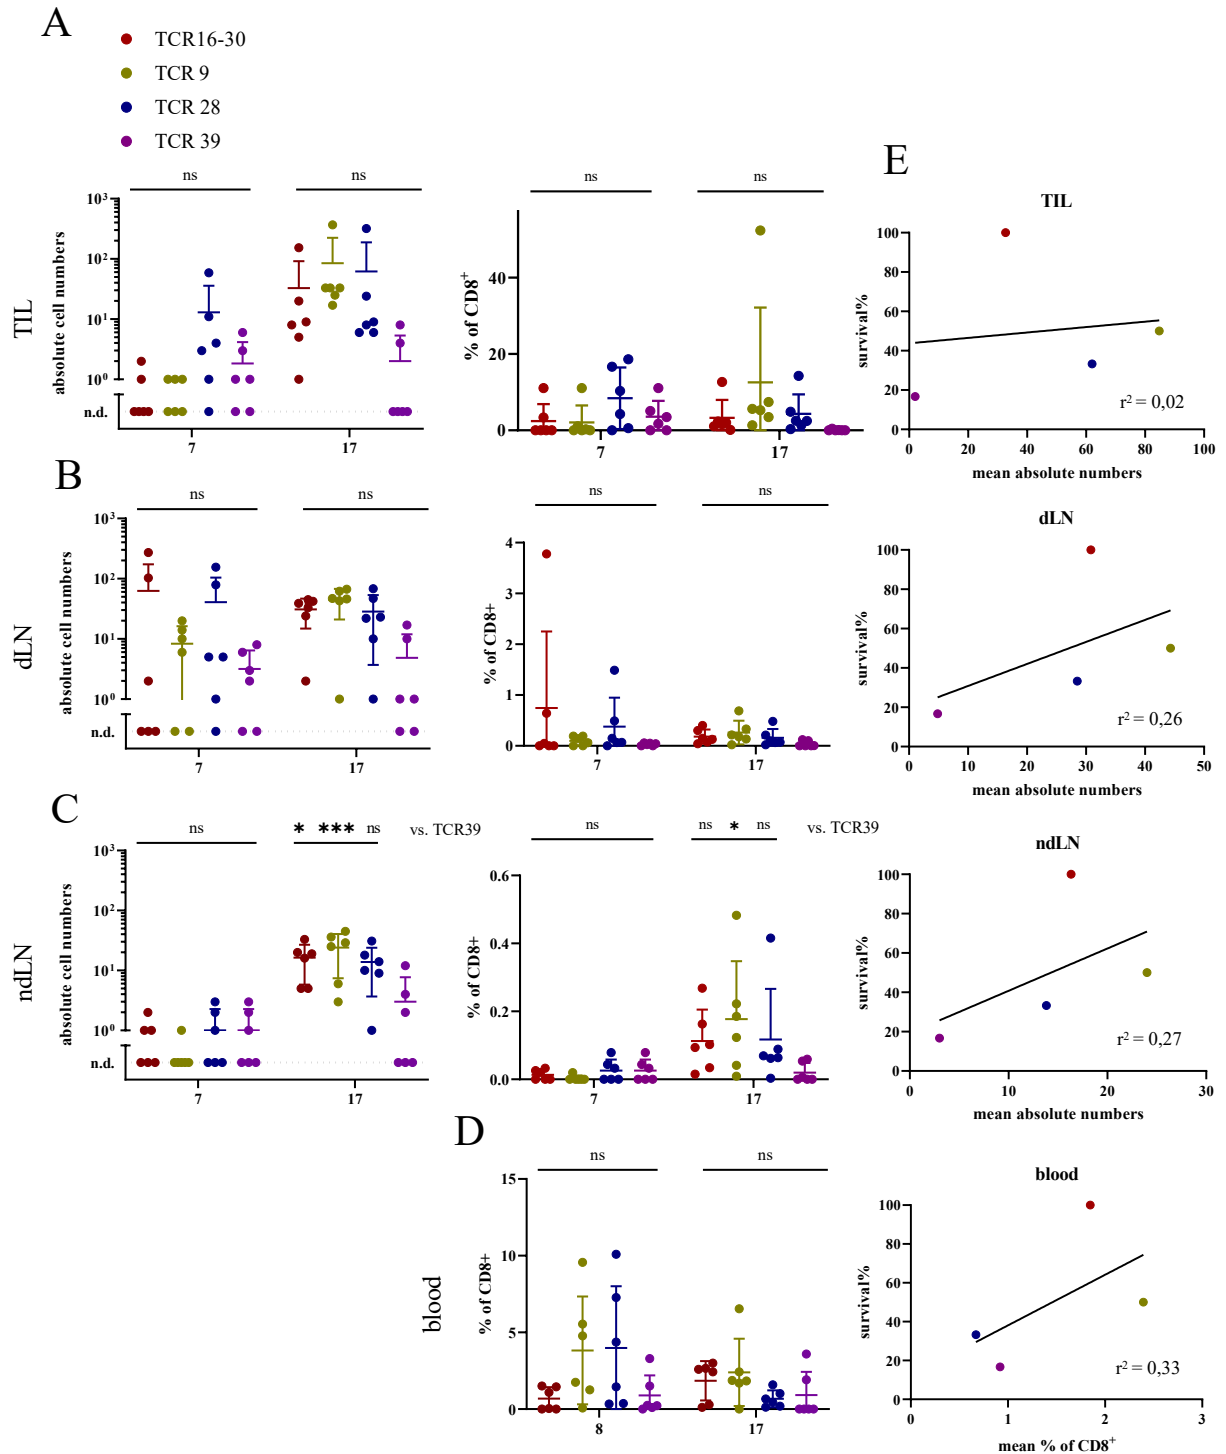 A
TCR16-30
TCR 9
TCR 28
TCR 39
TIL
ns
ns
absolute cell numbers
10³
10²
10¹
10⁰
n.d.
7
17
ns
ns
% of CD8⁺
40
20
0
7
17
E
TIL
survival%
100
80
60
40
20
0
r² = 0,02
0
20
40
60
80
100
mean absolute numbers
B
dLN
ns
ns
absolute cell numbers
10³
10²
10¹
10⁰
n.d.
7
17
ns
ns
% of CD8+
4
3
2
1
0
7
17
dLN
survival%
100
80
60
40
20
0
r² = 0,26
0
10
20
30
40
50
mean absolute numbers
C
ndLN
ns
* *** ns vs. TCR39
absolute cell numbers
10³
10²
10¹
10⁰
n.d.
7
17
ns
ns * ns vs. TCR39
% of CD8+
0.6
0.4
0.2
0.0
7
17
ndLN
survival%
100
80
60
40
20
0
r² = 0,27
0
10
20
30
mean absolute numbers
D
blood
ns
ns
% of CD8+
15
10
5
0
8
17
blood
survival%
100
80
60
40
20
0
r² = 0,33
0
1
2
3
mean % of CD8⁺